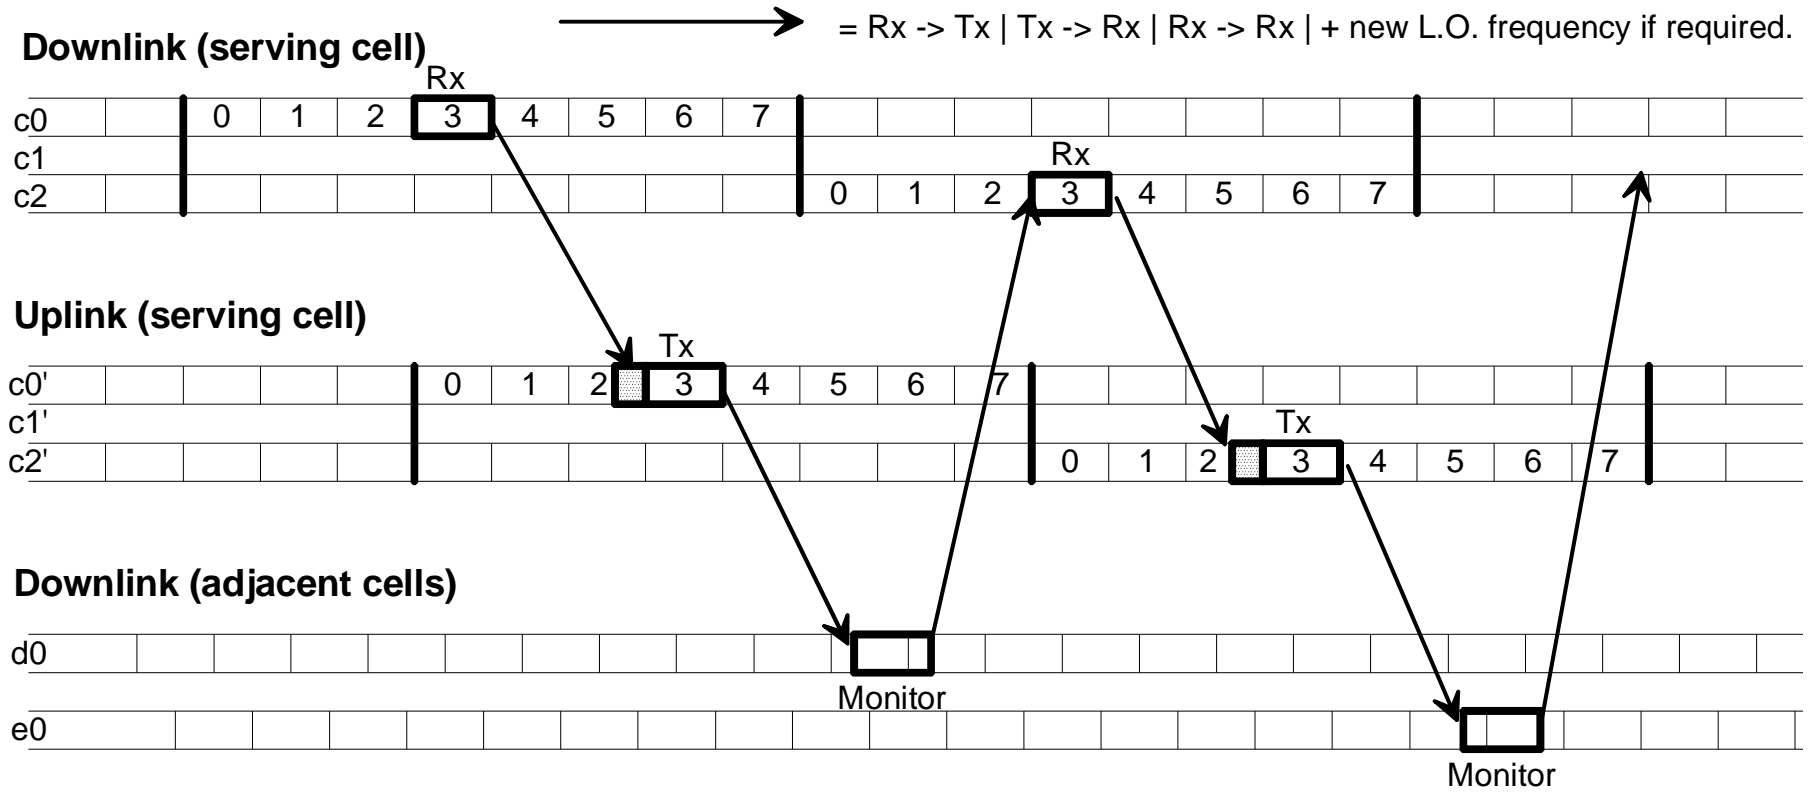 = Rx -> Tx | Tx -> Rx | Rx -> Rx | + new L.O. frequency if required.
Downlink (serving cell)
Rx
c0 0 1 2 3 4 5 6 7
c1
Rx
c2 0 1 2 3 4 5 6 7
Uplink (serving cell)
Tx
c0' 0 1 2 3 4 5 6 7
c1'
Tx
c2' 0 1 2 3 4 5 6 7
Downlink (adjacent cells)
d0
Monitor
e0
Monitor